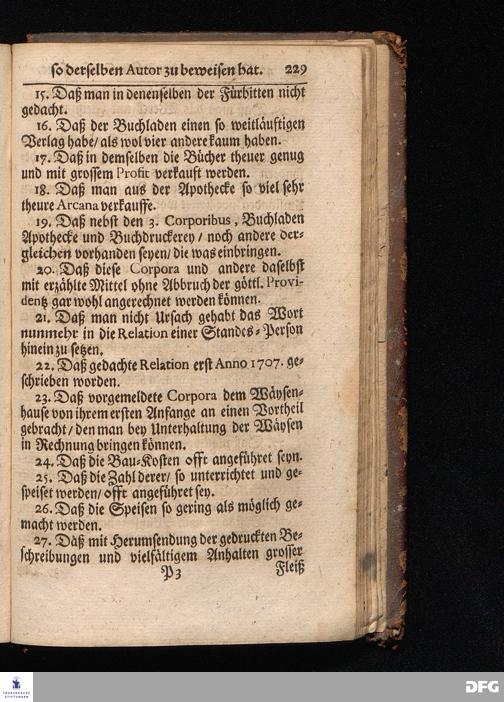 so derselben Autor zu beweisen hat. 229
15. Daß man in denenselben der Fürbitten nicht
gedacht.
16. Daß der Buchladen einen so weitläuftigen
Verlag habe/ als wol vier andere kaum haben.
17. Daß in demselben die Bücher theuer genug
und mit grossem Profit verkauft werden.
18. Daß man aus der Apothecke so viel sehr
theure Arcana verkauffe.
19. Daß nebst den 3. Corporibus, Buchladen
Apothecke und Buchdruckerey/ noch andere der-
gleichen vorhanden seyen/ die was einbringen.
20. Daß diese Corpora und andere daselbst
mit erzählte Mittel ohne Abbruch der göttl. Provi-
dentz gar wohl angerechnet werden können.
21. Daß man nicht Ursach gehabt das Wort
nunmehr in die Relation einer Standes-Person
hinein zu setzen.
22. Daß gedachte Relation erst Anno 1707. ge-
schrieben worden.
23. Daß vorgemeldete Corpora dem Wäysen-
hause von ihrem ersten Anfange an einen Vortheil
gebracht/ den man bey Unterhaltung der Wäysen
in Rechnung bringen können.
24. Daß die Bau-Kosten offt angeführet seyn.
25. Daß die Zahl derer/ so unterrichtet und ge-
speiset werden/ offt angeführet sey.
26. Daß die Speisen so gering als möglich ge-
macht werden.
27. Daß mit Herumsendung der gedruckten Be-
schreibungen und vielfältigem Anhalten grosser
P 3 Fleiß
FRANCKESCHE
STIFTUNGEN
DFG